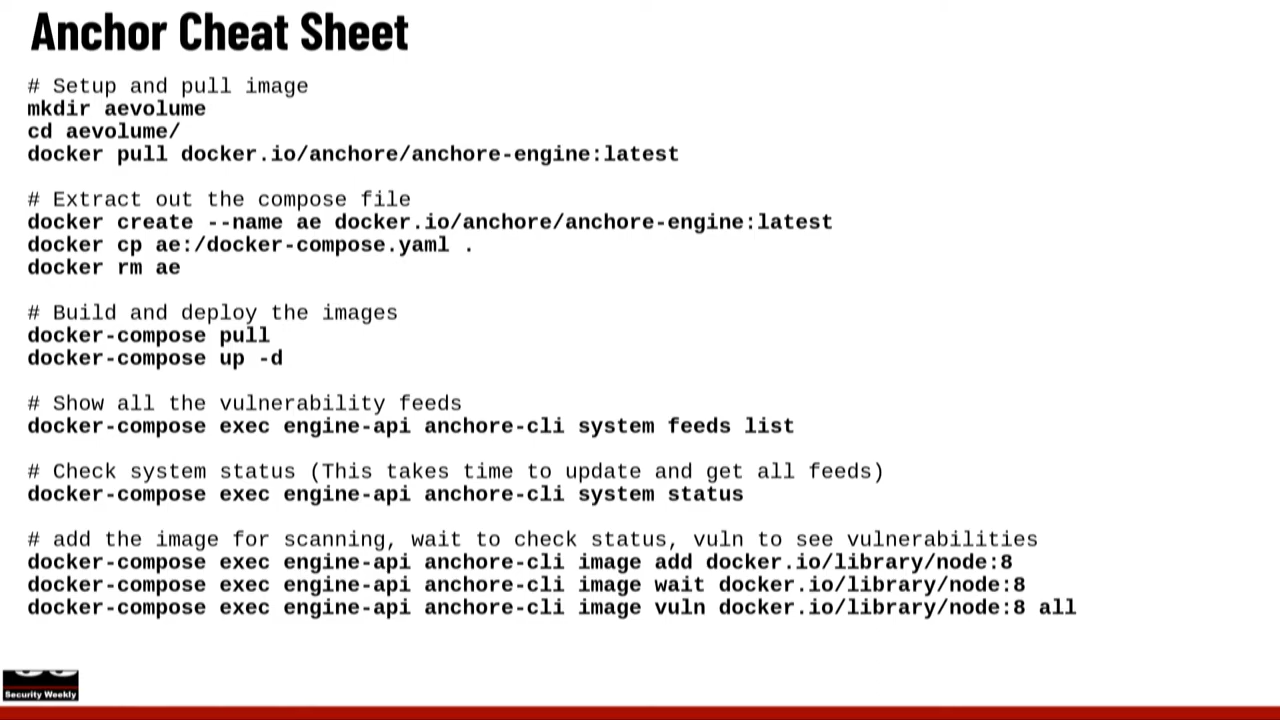 Anchor Cheat Sheet
# Setup and pull image
mkdir aevolume
cd aevolume/
docker pull docker.io/anchore/anchore-engine:latest
# Extract out the compose file
docker create --name ae docker.io/anchore/anchore-engine:latest
docker cp ae:/docker-compose.yaml .
docker rm ae
# Build and deploy the images
docker-compose pull
docker-compose up -d
# Show all the vulnerability feeds
docker-compose exec engine-api anchore-cli system feeds list
# Check system status (This takes time to update and get all feeds)
docker-compose exec engine-api anchore-cli system status
# add the image for scanning, wait to check status, vuln to see vulnerabilities
docker-compose exec engine-api anchore-cli image add docker.io/library/node:8
docker-compose exec engine-api anchore-cli image wait docker.io/library/node:8
docker-compose exec engine-api anchore-cli image vuln docker.io/library/node:8 all
Security Weekly